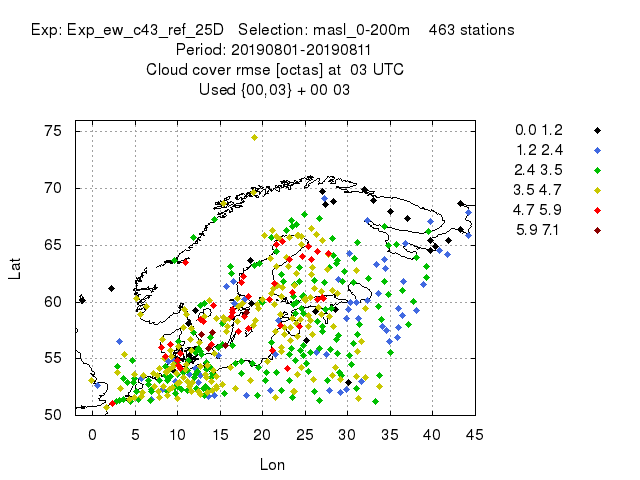 Exp: Exp_ew_c43_ref_25D   Selection: masl_0-200m    463 stations
Period: 20190801-20190811
Cloud cover rmse [octas] at  03 UTC
Used {00,03} + 00 03
0.0 1.2
1.2 2.4
2.4 3.5
3.5 4.7
4.7 5.9
5.9 7.1
75
70
65
60
55
50
Lat
0 5 10 15 20 25 30 35 40 45
Lon